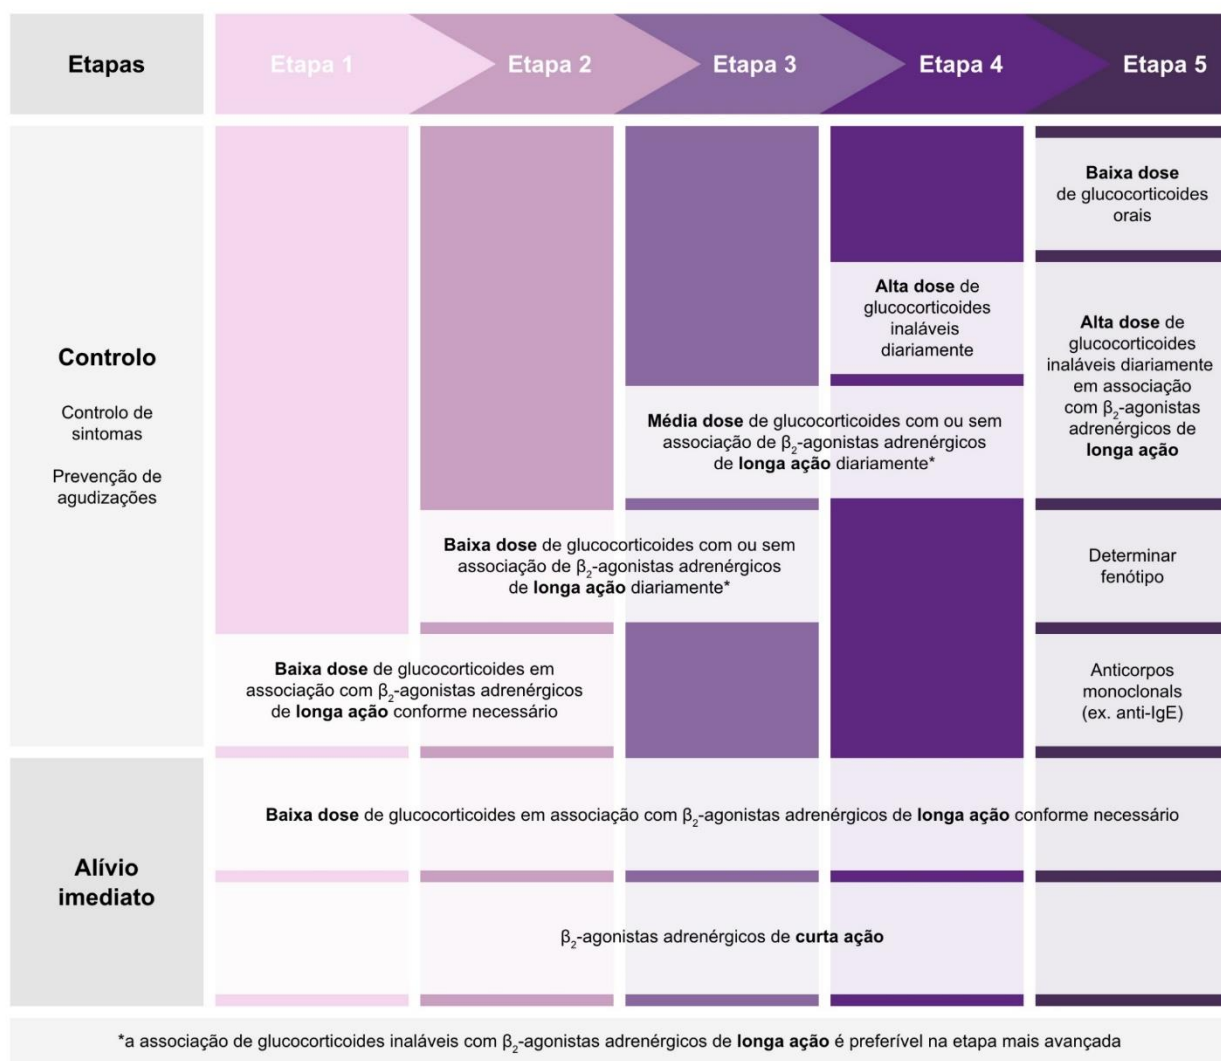 Etapas
Etapa 1
Etapa 2
Etapa 3
Etapa 4
Etapa 5
Controlo
Controlo de
sintomas
Prevenção de
agudizações
Baixa dose
de glucocorticoides
orais
Alta dose de
glucocorticoides
inaláveis
diariamente
Alta dose de
glucocorticoides
inaláveis diariamente
em associação
com β₂-agonistas
adrenérgicos de
longa ação
Média dose de glucocorticoides com ou sem
associação de β₂-agonistas adrenérgicos
de longa ação diariamente*
Baixa dose de glucocorticoides com ou sem
associação de β₂-agonistas adrenérgicos
de longa ação diariamente*
Determinar
fenótipo
Baixa dose de glucocorticoides em
associação com β₂-agonistas adrenérgicos
de longa ação conforme necessário
Anticorpos
monoclonals
(ex. anti-IgE)
Alívio
imediato
Baixa dose de glucocorticoides em associação com β₂-agonistas adrenérgicos de longa ação conforme necessário
β₂-agonistas adrenérgicos de curta ação
*a associação de glucocorticoides inaláveis com β₂-agonistas adrenérgicos de longa ação é preferível na etapa mais avançada